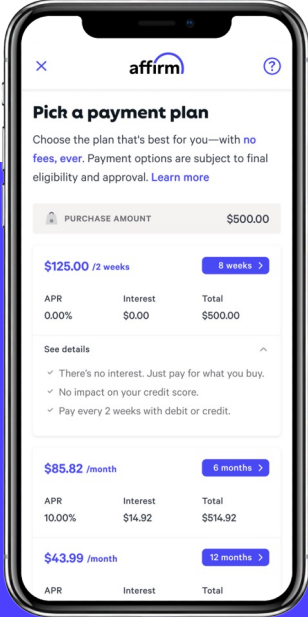 affirm
?
Pick a payment plan
Choose the plan that's best for you—with no
fees, ever. Payment options are subject to final
eligibility and approval. Learn more
PURCHASE AMOUNT $500.00
$125.00 /2 weeks 8 weeks >
APR Interest Total
0.00% $0.00 $500.00
See details
There's no interest. Just pay for what you buy.
No impact on your credit score.
Pay every 2 weeks with debit or credit.
$85.82 /month 6 months >
APR Interest Total
10.00% $14.92 $514.92
$43.99 /month 12 months >
APR Interest Total